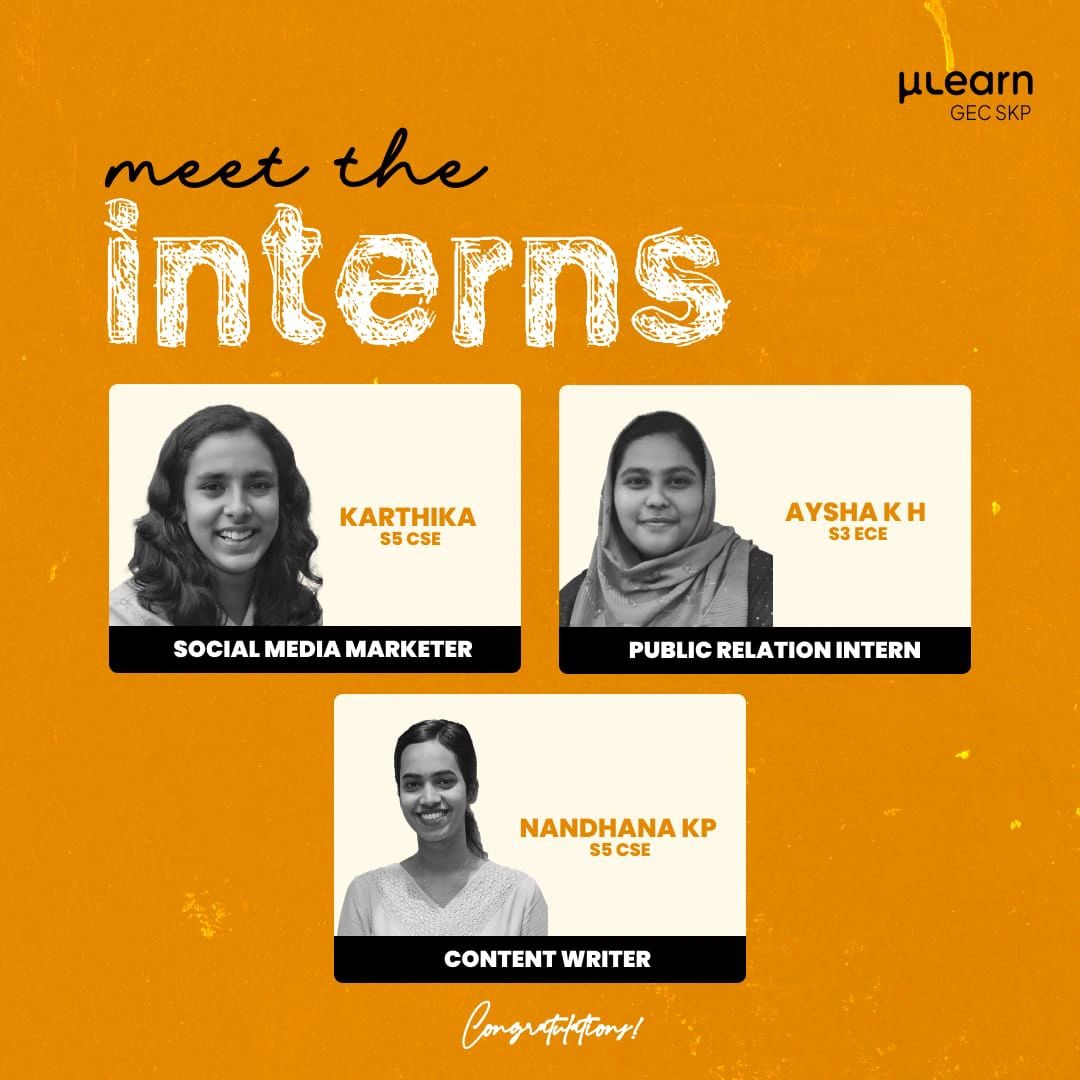 µLearn
GEC SKP
meet the
interns
KARTHIKA
S5 CSE
SOCIAL MEDIA MARKETER
AYSHA K H
S3 ECE
PUBLIC RELATION INTERN
NANDHANA KP
S5 CSE
CONTENT WRITER
Congratulations!